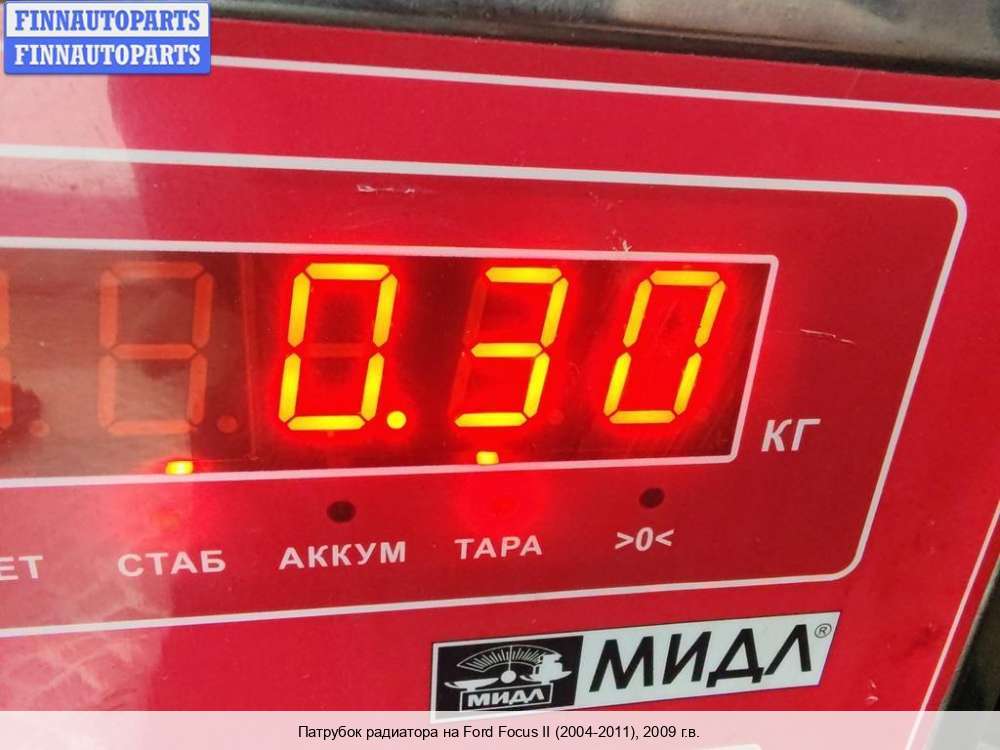 FINNAUTOPARTS
FINNAUTOPARTS
0.30
КГ
ЕТ СТАБ АККУМ ТАРА >0<
МИДЛ
МИДЛ®
Патрубок радиатора на Ford Focus II (2004-2011), 2009 г.в.